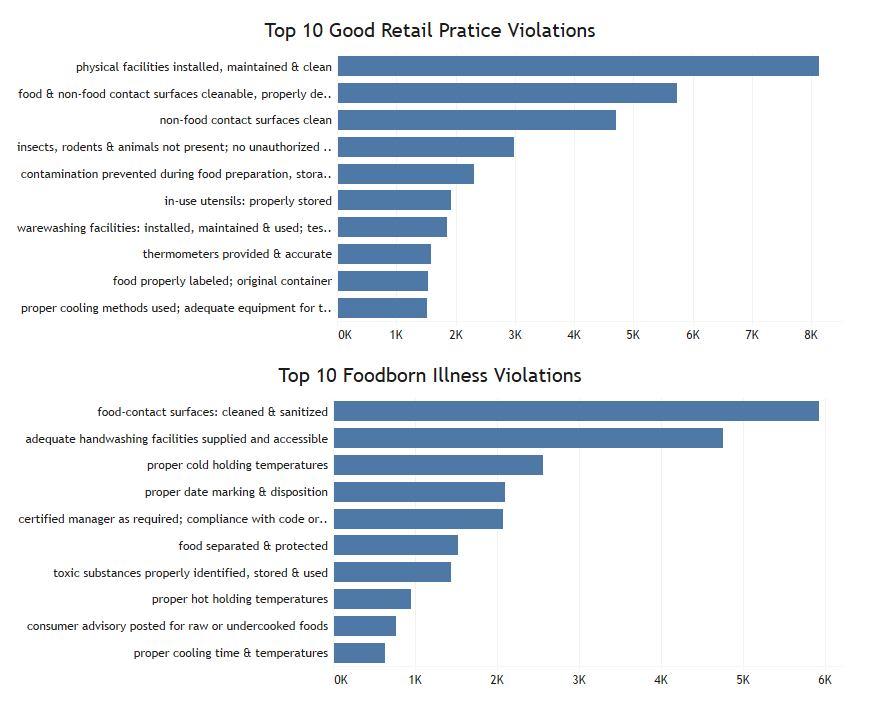 Top 10 Good Retail Pratice Violations
physical facilities installed, maintained & clean
food & non-food contact surfaces cleanable, properly de..
non-food contact surfaces clean
insects, rodents & animals not present; no unauthorized ..
contamination prevented during food preparation, stora..
in-use utensils: properly stored
warewashing facilities: installed, maintained & used; tes..
thermometers provided & accurate
food properly labeled; original container
proper cooling methods used; adequate equipment for t..
0K 1K 2K 3K 4K 5K 6K 7K 8K
Top 10 Foodborn Illness Violations
food-contact surfaces: cleaned & sanitized
adequate handwashing facilities supplied and accessible
proper cold holding temperatures
proper date marking & disposition
certified manager as required; compliance with code or..
food separated & protected
toxic substances properly identified, stored & used
proper hot holding temperatures
consumer advisory posted for raw or undercooked foods
proper cooling time & temperatures
0K 1K 2K 3K 4K 5K 6K